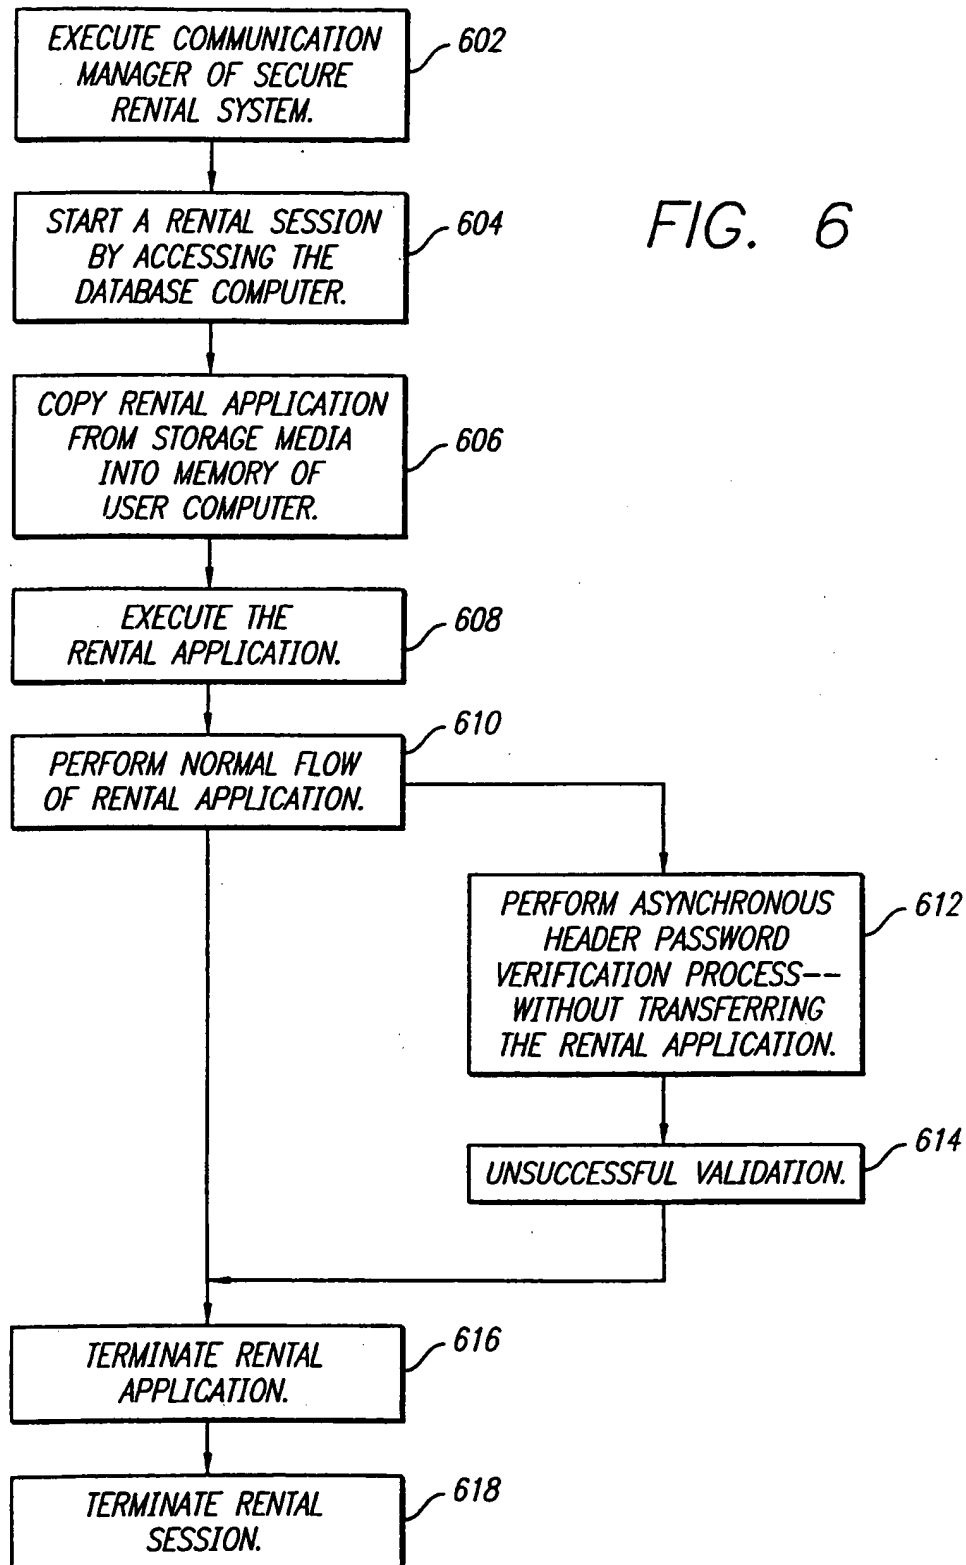 EXECUTE COMMUNICATION
MANAGER OF SECURE
RENTAL SYSTEM.
602
START A RENTAL SESSION
BY ACCESSING THE
DATABASE COMPUTER.
604
FIG. 6
COPY RENTAL APPLICATION
FROM STORAGE MEDIA
INTO MEMORY OF
USER COMPUTER.
606
EXECUTE THE
RENTAL APPLICATION.
608
PERFORM NORMAL FLOW
OF RENTAL APPLICATION.
610
PERFORM ASYNCHRONOUS
HEADER PASSWORD
VERIFICATION PROCESS--
WITHOUT TRANSFERRING
THE RENTAL APPLICATION.
612
UNSUCCESSFUL VALIDATION.
614
TERMINATE RENTAL
APPLICATION.
616
TERMINATE RENTAL
SESSION.
618